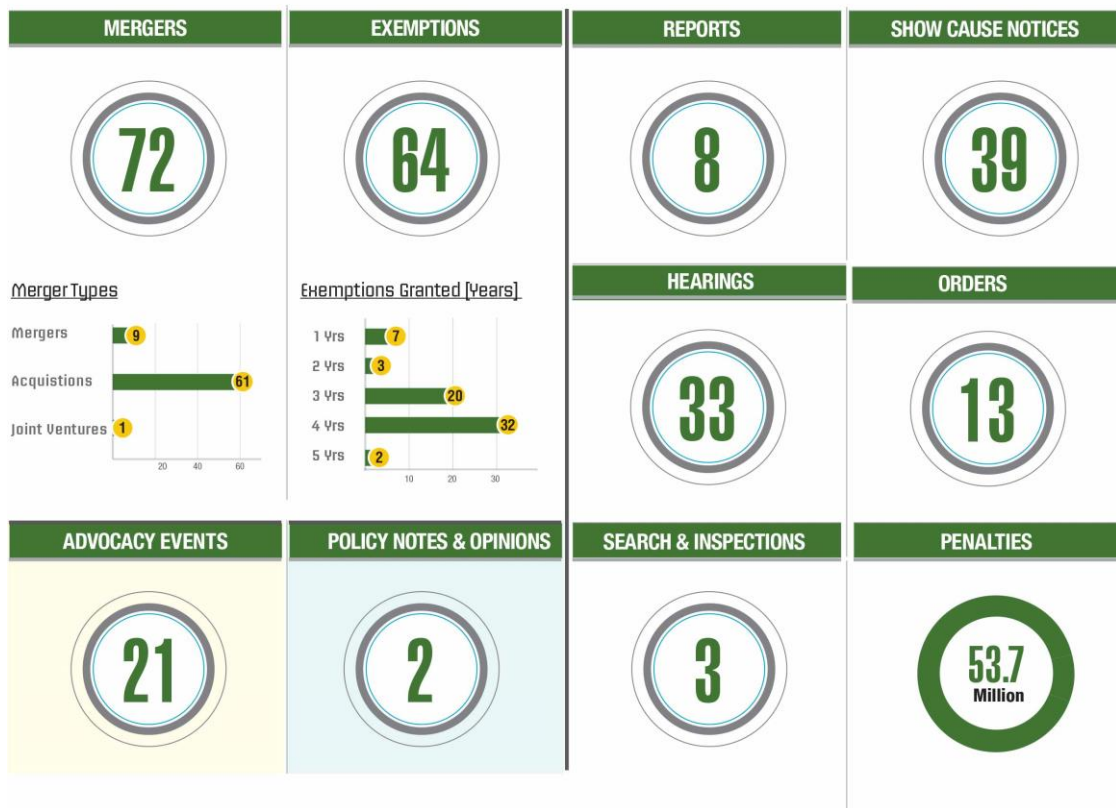 MERGERS
72
EXEMPTIONS
64
REPORTS
8
SHOW CAUSE NOTICES
39
Merger Types
Mergers 9
Acquistions 61
Joint Ventures 1
20 40 60
Exemptions Granted [Years]
1 Yrs 7
2 Yrs 3
3 Yrs 20
4 Yrs 32
5 Yrs 2
10 20 30
HEARINGS
33
ORDERS
13
ADVOCACY EVENTS
21
POLICY NOTES & OPINIONS
2
SEARCH & INSPECTIONS
3
PENALTIES
53.7
Million